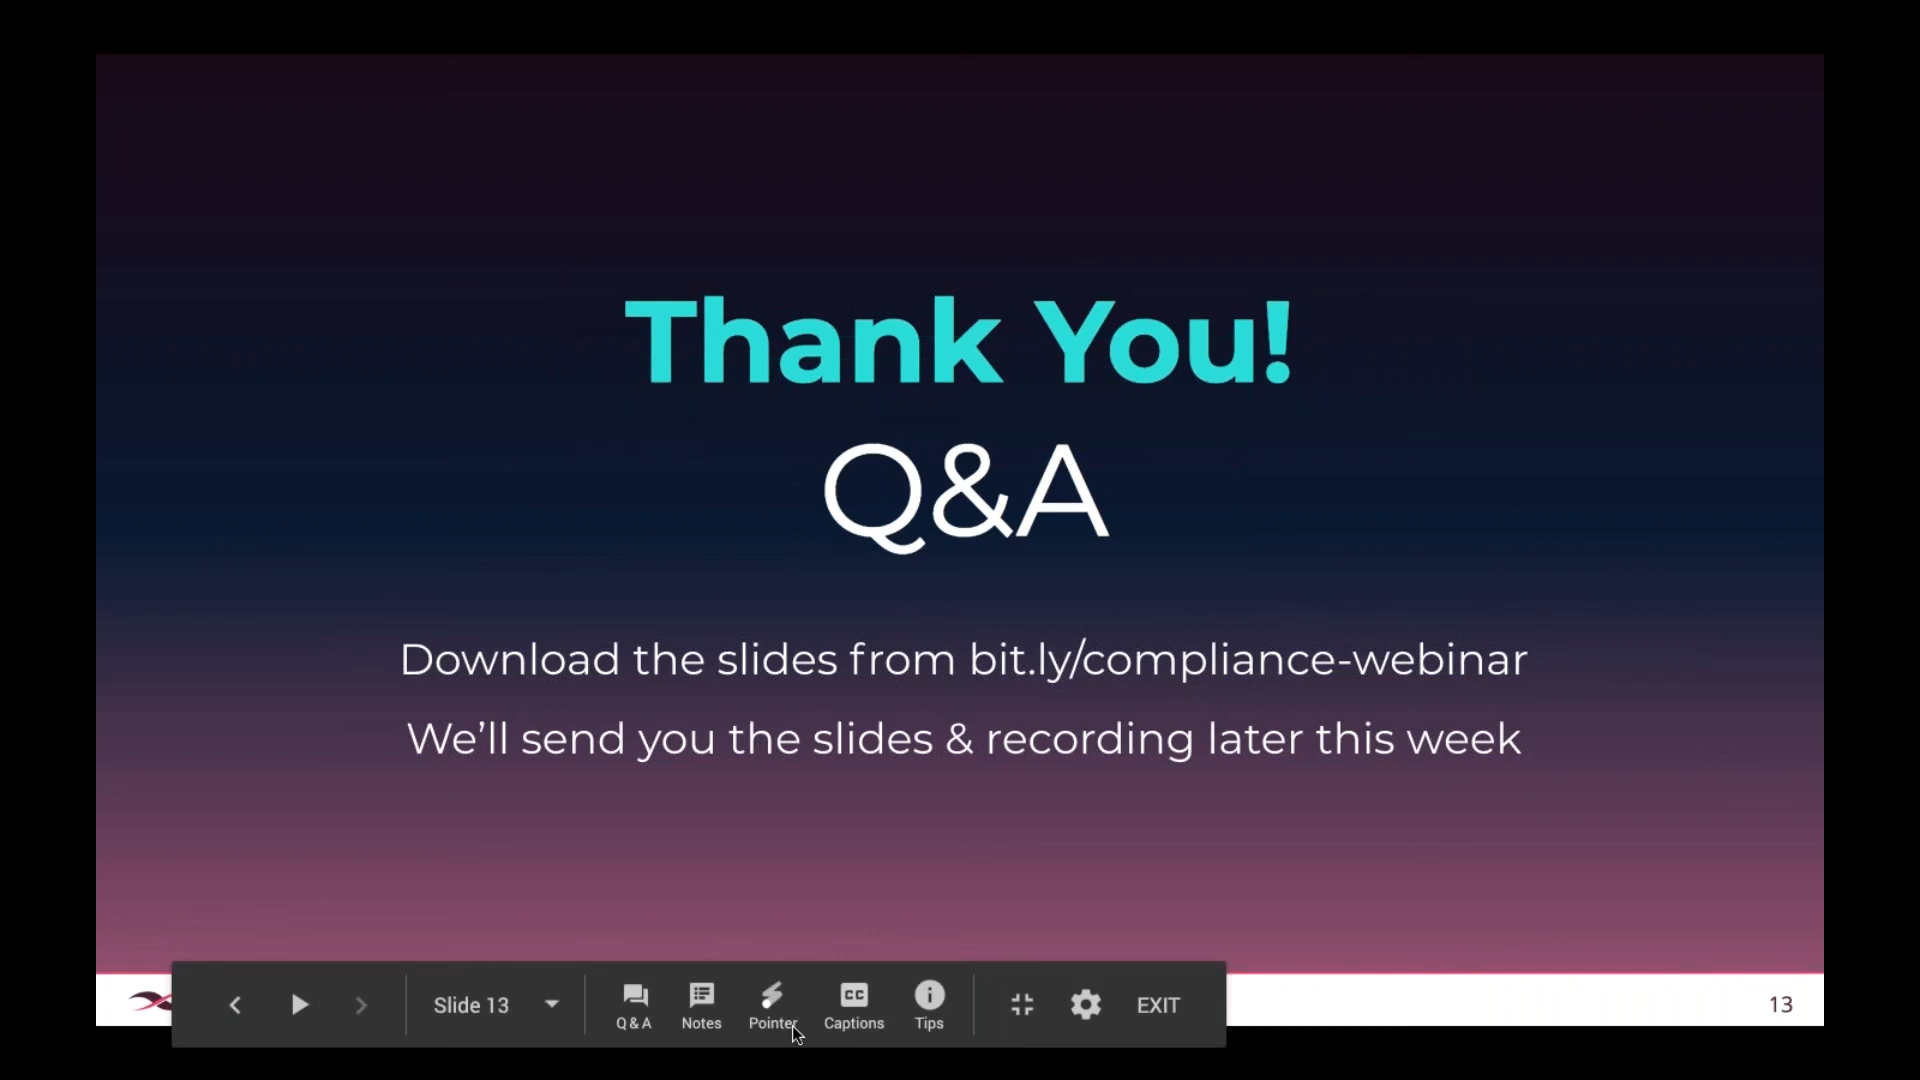 Thank You!
Q&A
Download the slides from bit.ly/compliance-webinar
We'll send you the slides & recording later this week
Slide 13
Q&A
Notes
Pointer
Captions
Tips
EXIT
13